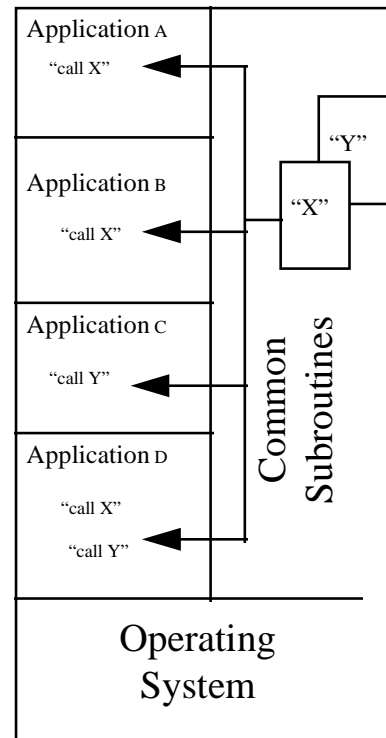 Application A
“call X”
Application B
“call X”
Application C
“call Y”
Application D
“call X”
“call Y”
“Y”
“X”
Common
Subroutines
Operating
System